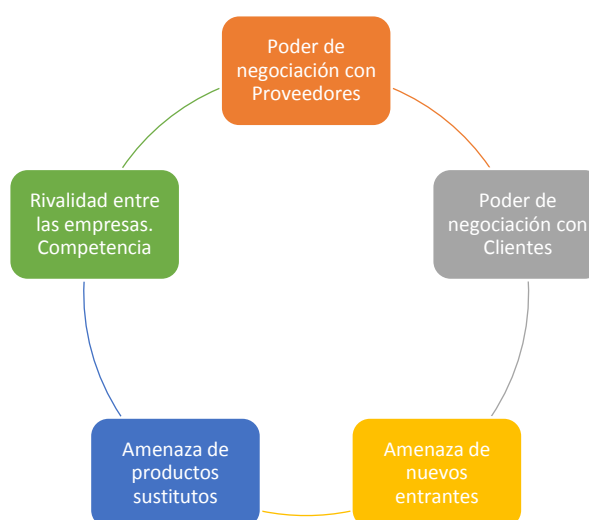 Poder de
negociación con
Proveedores
Poder de
negociación con
Clientes
Amenaza de
nuevos
entrantes
Amenaza de
productos
sustitutos
Rivalidad entre
las empresas.
Competencia